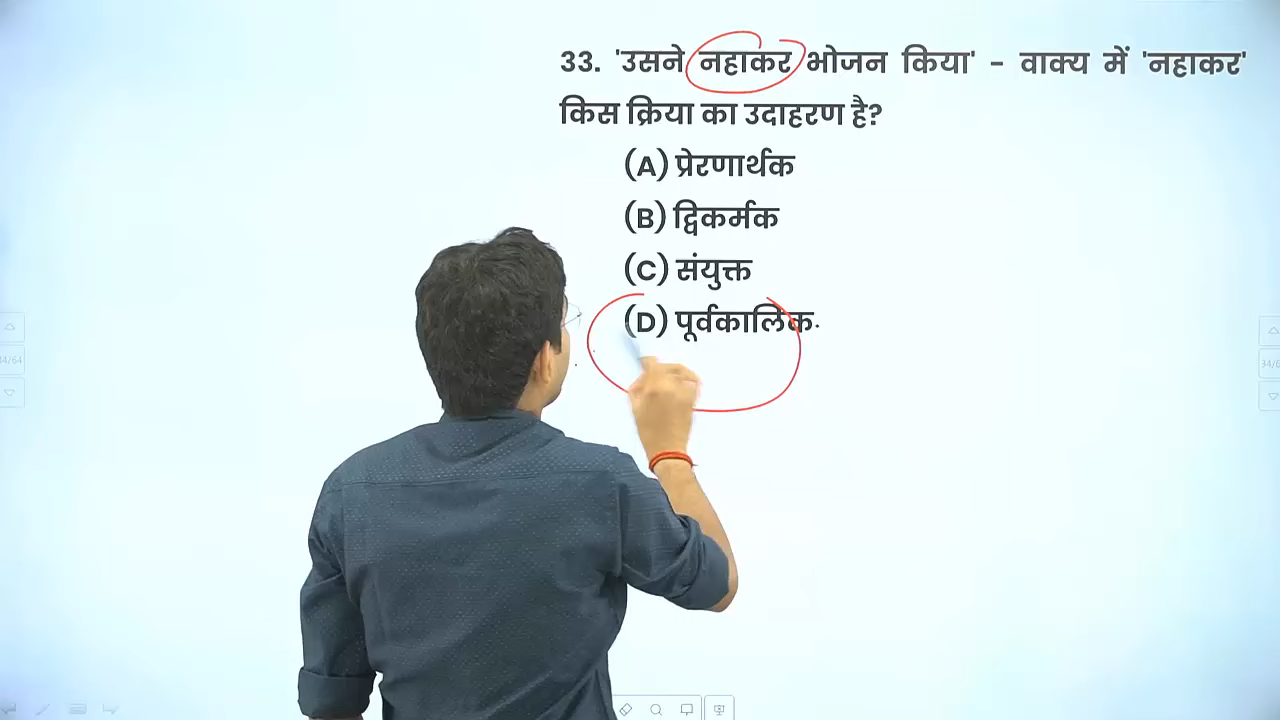 33. 'उसने नहाकर भोजन किया' - वाक्य में 'नहाकर'
किस क्रिया का उदाहरण है?
(A) प्रेरणार्थक
(B) द्विकर्मक
(C) संयुक्त
(D) पूर्वकालिक